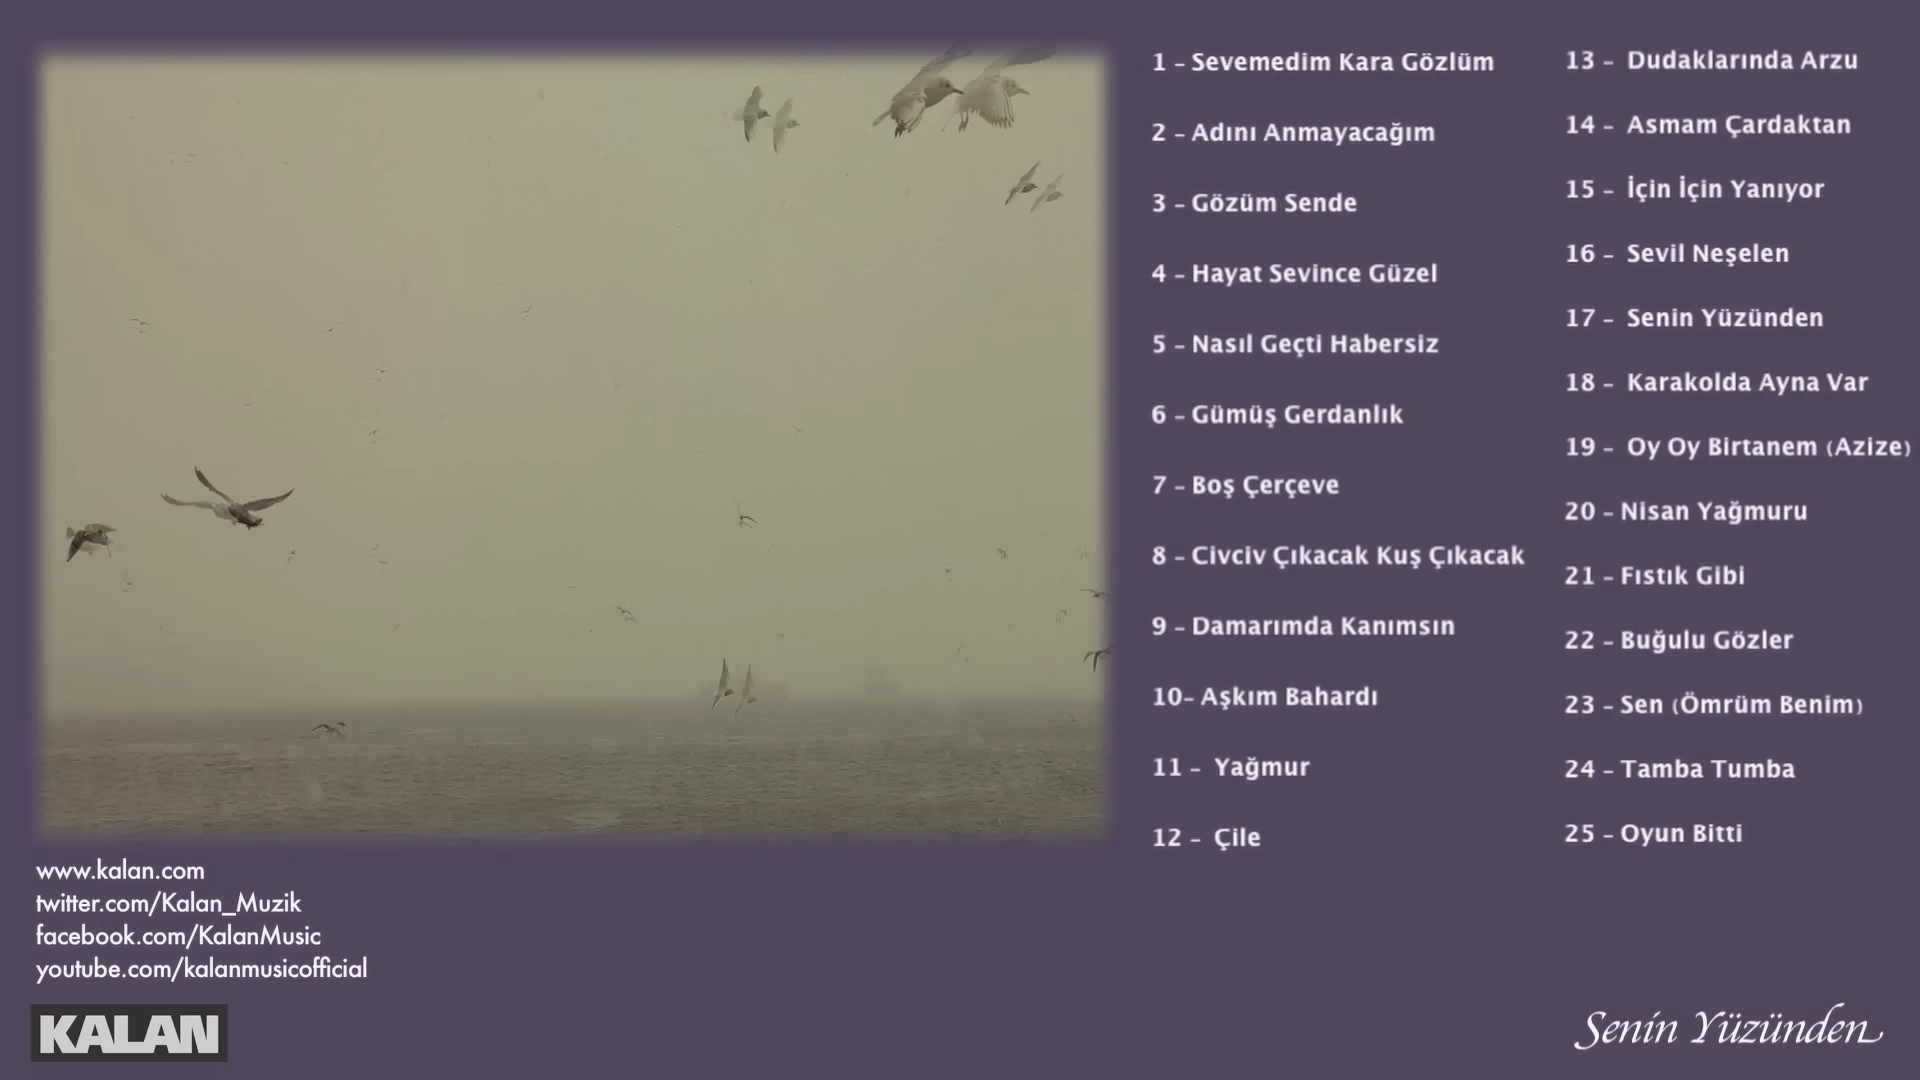 1 – Sevemedim Kara Gözlüm
2 – Adını Anmayacağım
3 – Gözüm Sende
4 – Hayat Sevince Güzel
5 – Nasıl Geçti Habersiz
6 – Gümüş Gerdanlık
7 – Boş Çerçeve
8 – Civciv Çıkacak Kuş Çıkacak
9 – Damarımda Kanımsın
10– Aşkım Bahardı
11 – Yağmur
12 – Çile
13 – Dudaklarında Arzu
14 – Asmam Çardaktan
15 – İçin İçin Yanıyor
16 – Sevil Neşelen
17 – Senin Yüzünden
18 – Karakolda Ayna Var
19 – Oy Oy Birtanem (Azize)
20 – Nisan Yağmuru
21 – Fıstık Gibi
22 – Buğulu Gözler
23 – Sen (Ömrüm Benim)
24 – Tamba Tumba
25 – Oyun Bitti
www.kalan.com
twitter.com/Kalan_Muzik
facebook.com/KalanMusic
youtube.com/kalanmusicofficial
KALAN
Senin Yüzünden